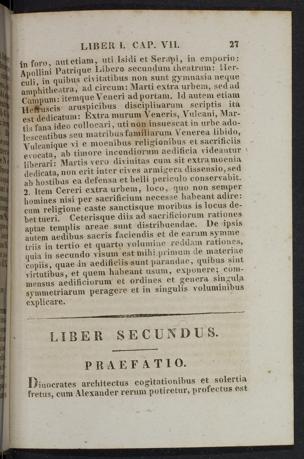 LIBER I. CAP. VII. 27
in foro, aut etiam, uti Isidi et Serapi, in emporio:
Apollini Patrique Libero secundum theatrum: Her-
culi, in quibus civitatibus non sunt gymnasia neque
amphitheatra, ad circum: Marti extra urbem, sed ad
Campum: itemque Veneri ad portam. Id autem etiam
Hetruscis aruspicibus disciplinarum scriptis ita
est dedicatum: Extra murum Veneris, Vulcani, Mar-
tis fana ideo collocari, uti non insuescat in urbe ado-
lescentibus seu matribus familiarum Venerea libido,
Vulcanique vi e moenibus religionibus et sacrificiis
evocata, ab timore incendiorum aedificia videantur
liberari: Martis vero divinitas cum sit extra moenia
dedicata, non erit inter cives armigera dissensio, sed
ab hostibus ea defensa et belli periculo conservabit.
2. Item Cereri extra urbem, loco, quo non semper
homines nisi per sacrificium necesse habeant adire:
cum religione caste sanctisque moribus is locus de-
bet tueri. Ceterisque diis ad sacrificiorum rationes
aptae templis areae sunt distribuendae. De ipsis
autem aedibus sacris faciendis et de earum symme
triis in tertio et quarto volumine reddam rationes,
quia in secundo visum est mihi primum de materiae
copiis, quae in aedificiis sunt parandae, quibus sint
virtutibus, et quem habeant usum, exponere; com-
mensus aedificiorum et ordines et genera singula
symmetriarum peragere et in singulis voluminibus
explicare.
LIBER SECUNDUS.
PRAEFATIO.
Dinocrates architectus cogitationibus et solertia
fretus, cum Alexander rerum potiretur, profectus est